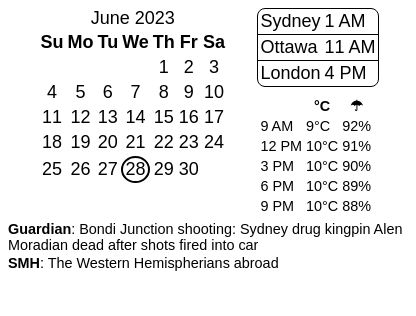 June 2023
Su Mo Tu We Th Fr Sa
1 2 3
4 5 6 7 8 9 10
11 12 13 14 15 16 17
18 19 20 21 22 23 24
25 26 27 28 29 30
Sydney 1 AM
Ottawa 11 AM
London 4 PM
°C ☂
9 AM 9°C 92%
12 PM 10°C 91%
3 PM 10°C 90%
6 PM 10°C 89%
9 PM 10°C 88%
Guardian: Bondi Junction shooting: Sydney drug kingpin Alen
Moradian dead after shots fired into car
SMH: The Western Hemispherians abroad